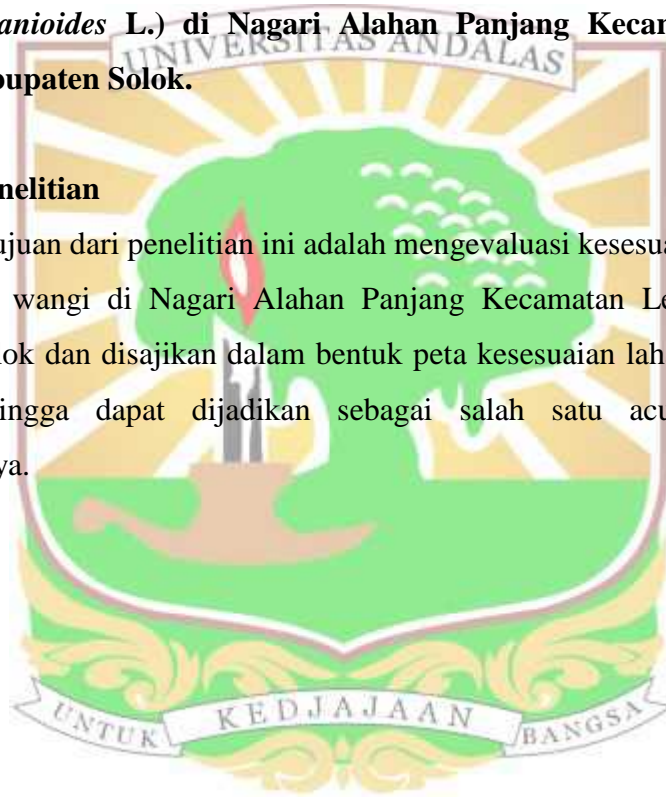 anioides L.) di Nagari Alahan Panjang Kecam
UNIVERSITAS ANDALAS
bupaten Solok.
nelitian
ujuan dari penelitian ini adalah mengevaluasi kesesua
wangi di Nagari Alahan Panjang Kecamatan Le
lok dan disajikan dalam bentuk peta kesesuaian lah
ingga dapat dijadikan sebagai salah satu acu
ya.
UNTUK KEDJAJAAN BANGSA